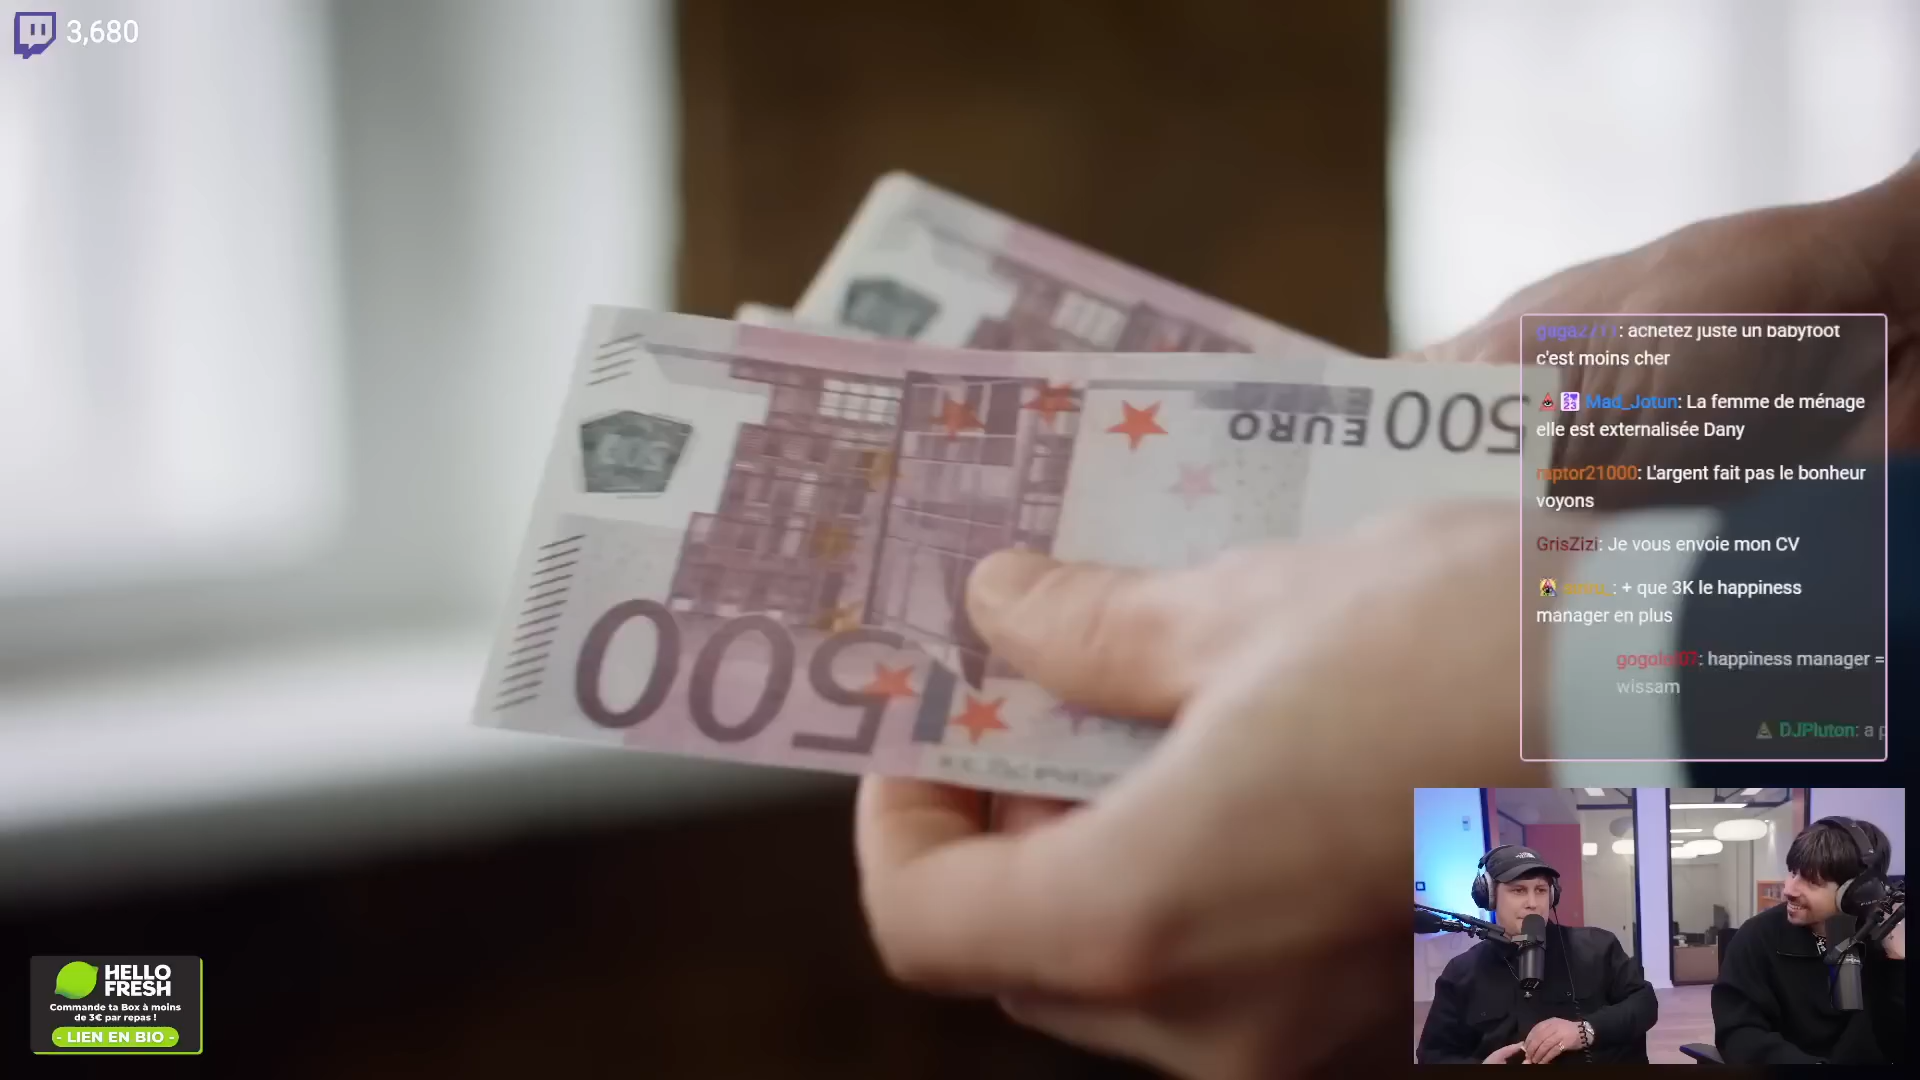 3,680
EURO 500
500
achetez juste un babyfoot
c'est moins cher
Mad_Jotun: La femme de ménage
elle est externalisée Dany
raptor21000: L'argent fait pas le bonheur
voyons
GrisZizi: Je vous envoie mon CV
: + que 3K le happiness
manager en plus
: happiness manager =
wissam
DJPluton: a p
HELLO
FRESH
Commande ta Box à moins
de 3€ par repas !
- LIEN EN BIO -